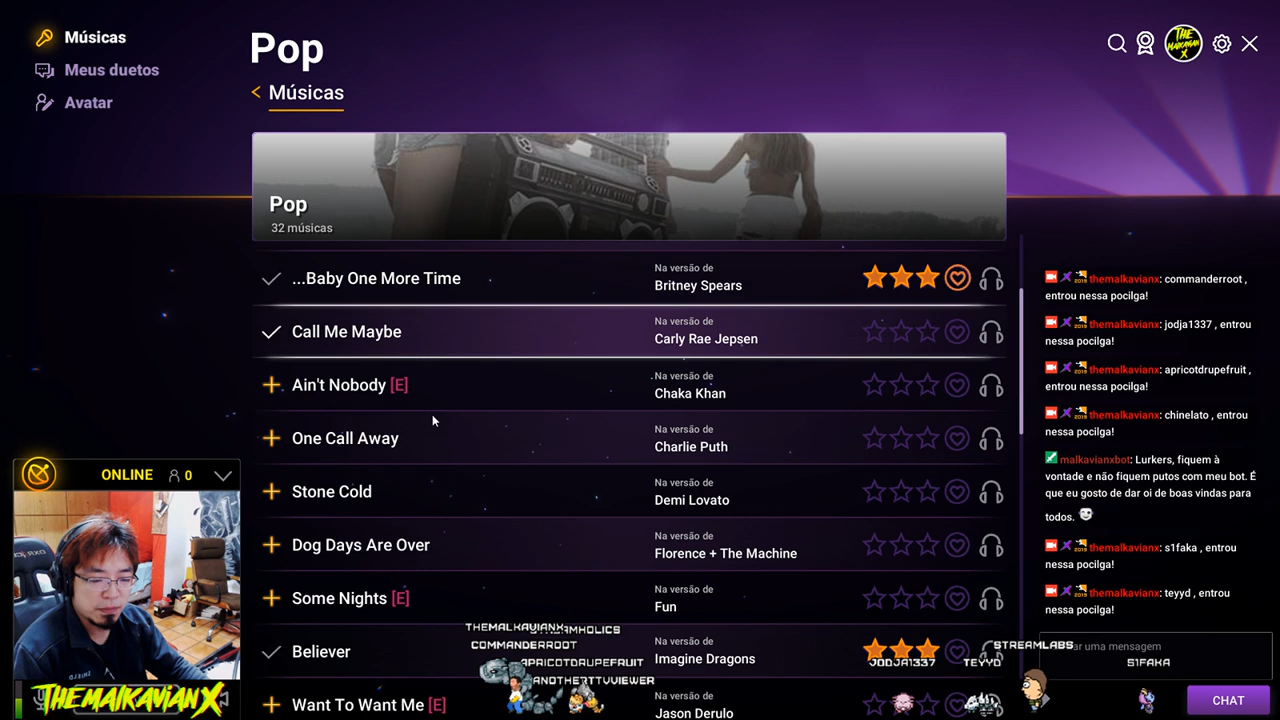 Músicas
Meus duetos
Avatar
Pop
< Músicas
THE
MALKAVIAN
X
Pop
32 músicas
...Baby One More Time
Na versão de
Britney Spears
Call Me Maybe
Na versão de
Carly Rae Jepsen
Ain't Nobody [E]
Na versão de
Chaka Khan
One Call Away
Na versão de
Charlie Puth
Stone Cold
Na versão de
Demi Lovato
Dog Days Are Over
Na versão de
Florence + The Machine
Some Nights [E]
Na versão de
Fun
Believer
Na versão de
Imagine Dragons
Want To Want Me [E]
Na versão de
Jason Derulo
themalkavianx: commanderroot ,
entrou nessa pocilga!
themalkavianx: jodja1337 , entrou
nessa pocilga!
themalkavianx: apricotdrupefruit ,
entrou nessa pocilga!
themalkavianx: chinelato , entrou
nessa pocilga!
malkavianxbot: Lurkers, fiquem à
vontade e não fiquem putos com meu bot. É
que eu gosto de dar oi de boas vindas para
todos.
themalkavianx: s1faka , entrou
nessa pocilga!
themalkavianx: teyyd , entrou
nessa pocilga!
uma mensagem
CHAT
ONLINE 0
THEMALKAVIANX
THEMALKAVIANX
COMMANDERROOT
APRICOTDRUPEFRUIT
ANOTHERTTVVIEWER
JODJA1337
TEYYD
STREAMLABS
S1FAKA